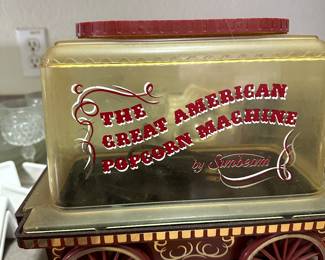 THE
GREAT AMERICAN
POPCORN MACHINE
by Sunbeam